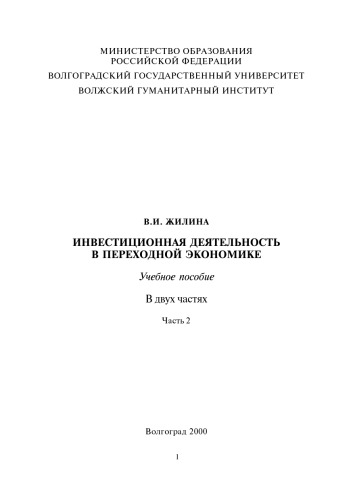 МИНИСТЕРСТВО ОБРАЗОВАНИЯ
РОССИЙСКОЙ ФЕДЕРАЦИИ
ВОЛГОГРАДСКИЙ ГОСУДАРСТВЕННЫЙ УНИВЕРСИТЕТ
ВОЛЖСКИЙ ГУМАНИТАРНЫЙ ИНСТИТУТ
В.И. ЖИЛИНА
ИНВЕСТИЦИОННАЯ ДЕЯТЕЛЬНОСТЬ
В ПЕРЕХОДНОЙ ЭКОНОМИКЕ
Учебное пособие
В двух частях
Часть 2
Волгоград 2000
1